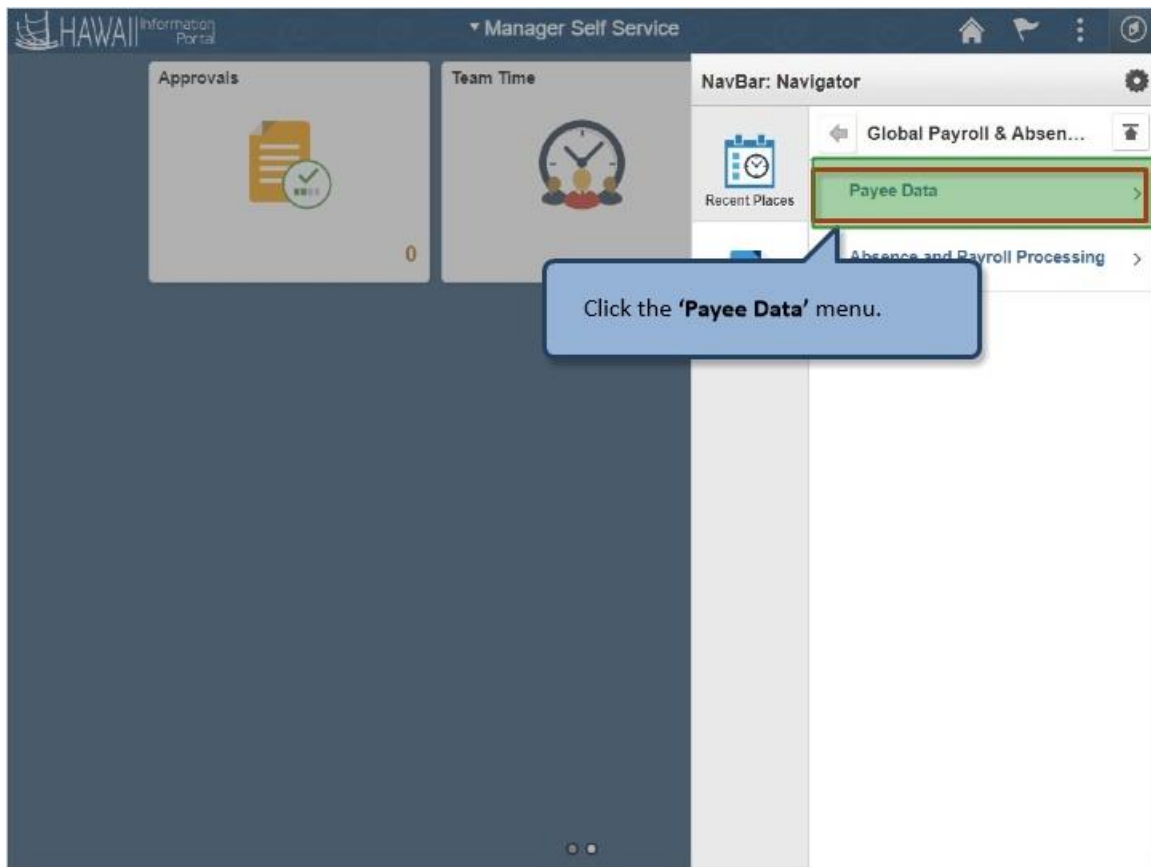 HAWAII Information
Portal
Manager Self Service
Approvals
0
Team Time
NavBar: Navigator
Recent Places
Global Payroll & Absen...
Payee Data
Absence and Payroll Processing
Click the ‘Payee Data’ menu.